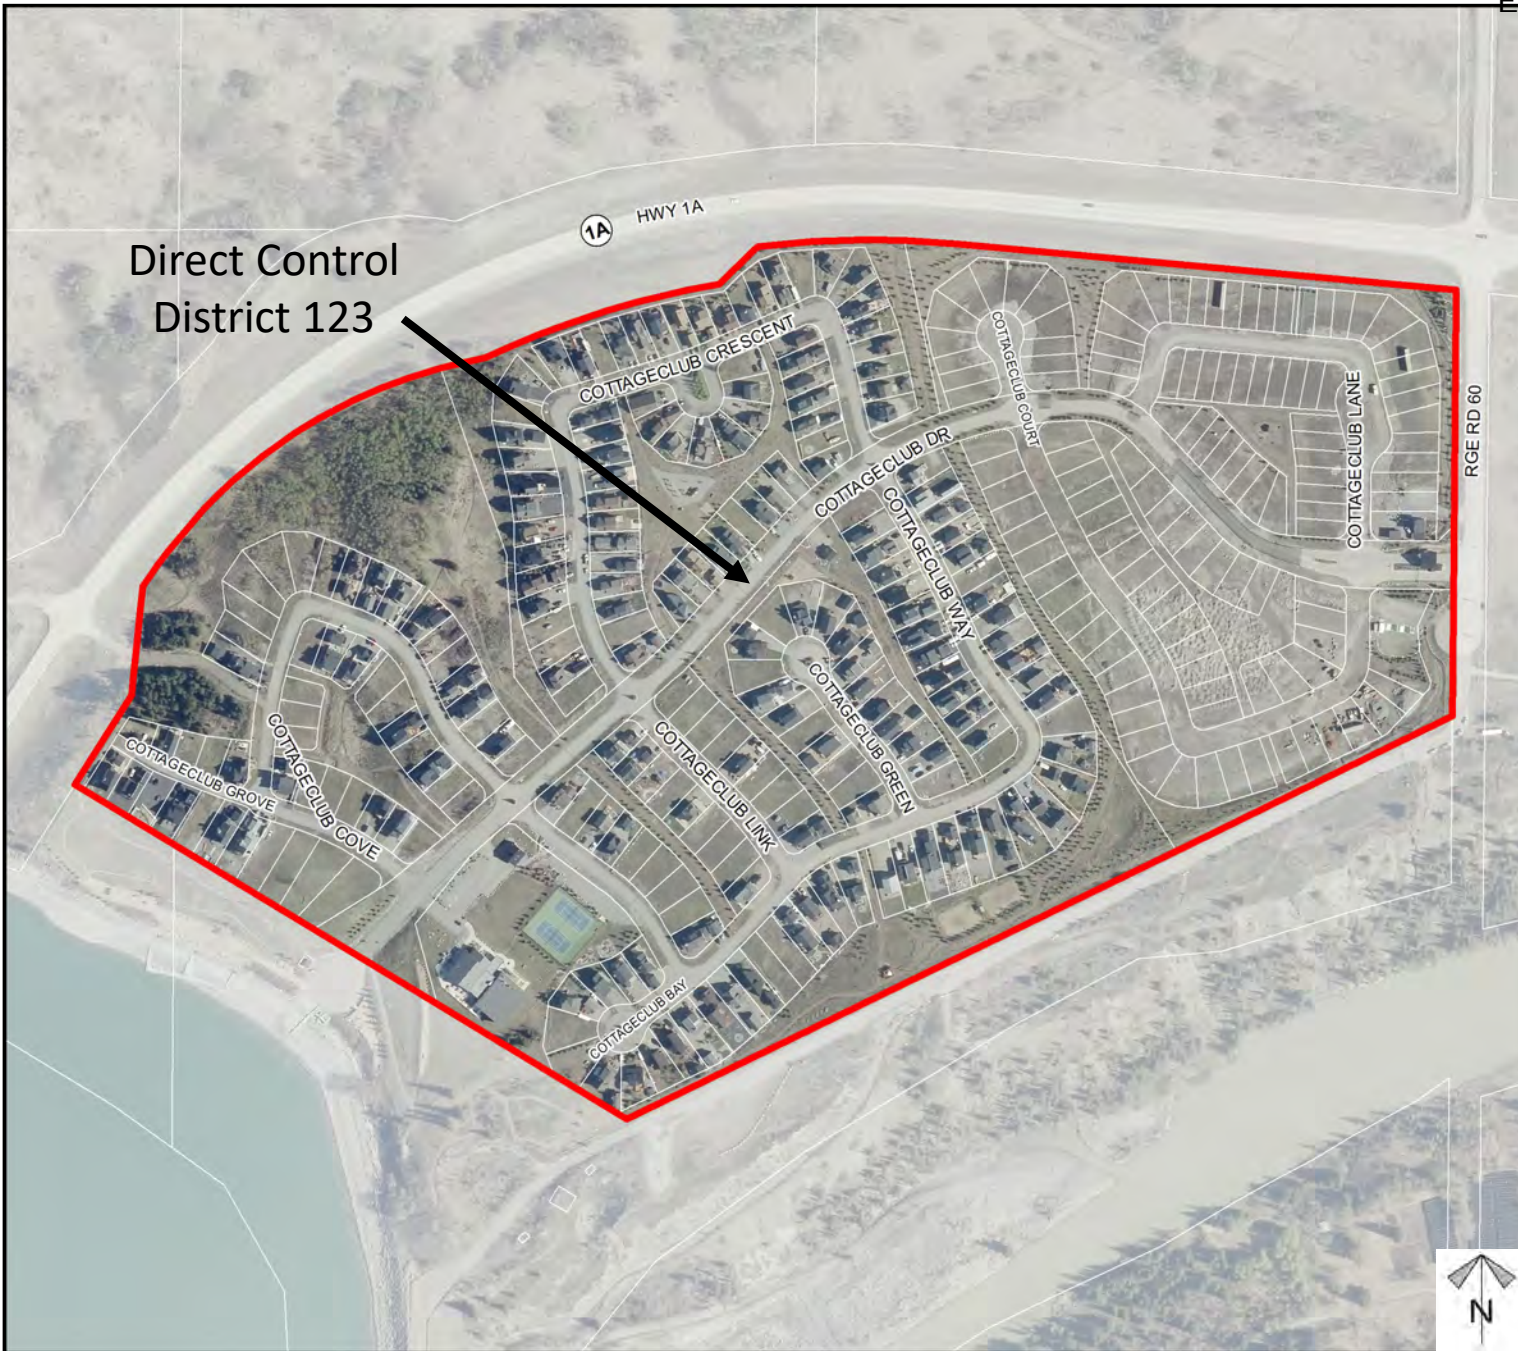 HWY 1A
1A
Direct Control
District 123
COTTAGECLUB CRESCENT
COTTAGECLUB COURT
COTTAGECLUB LANE
RGE RD 60
COTTAGECLUB DR
COTTAGECLUB WAY
COTTAGECLUB GREEN
COTTAGECLUB LINK
COTTAGECLUB GROVE
COTTAGECLUB COVE
COTTAGECLUB BAY
N